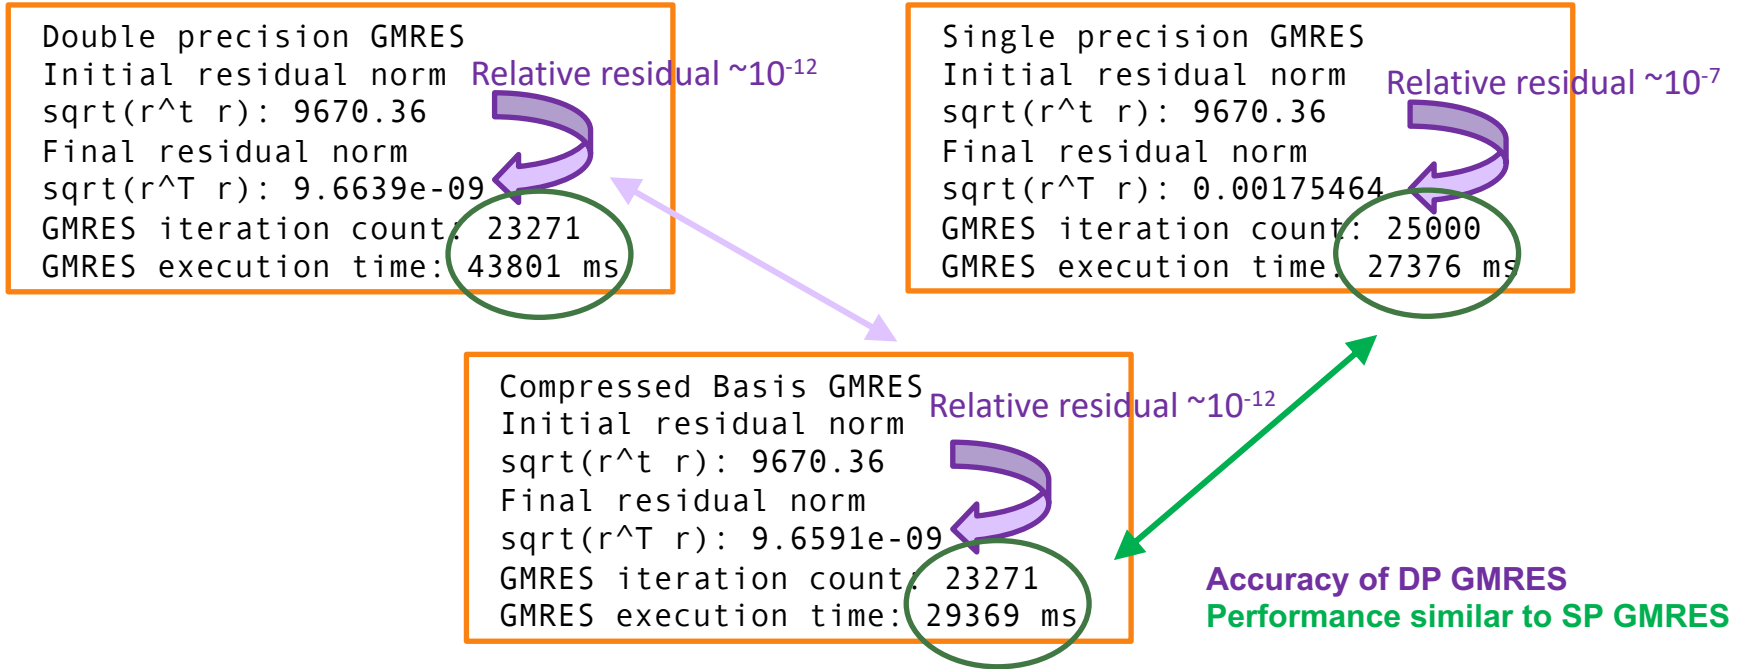 Double precision GMRES
Initial residual norm
sqrt(r^t r): 9670.36
Final residual norm
sqrt(r^T r): 9.6639e-09
GMRES iteration count: 23271
GMRES execution time: 43801 ms
Relative residual ~10⁻¹²
Single precision GMRES
Initial residual norm
sqrt(r^t r): 9670.36
Final residual norm
sqrt(r^T r): 0.00175464
GMRES iteration count: 25000
GMRES execution time: 27376 ms
Relative residual ~10⁻⁷
Compressed Basis GMRES
Initial residual norm
sqrt(r^t r): 9670.36
Final residual norm
sqrt(r^T r): 9.6591e-09
GMRES iteration count: 23271
GMRES execution time: 29369 ms
Relative residual ~10⁻¹²
Accuracy of DP GMRES
Performance similar to SP GMRES